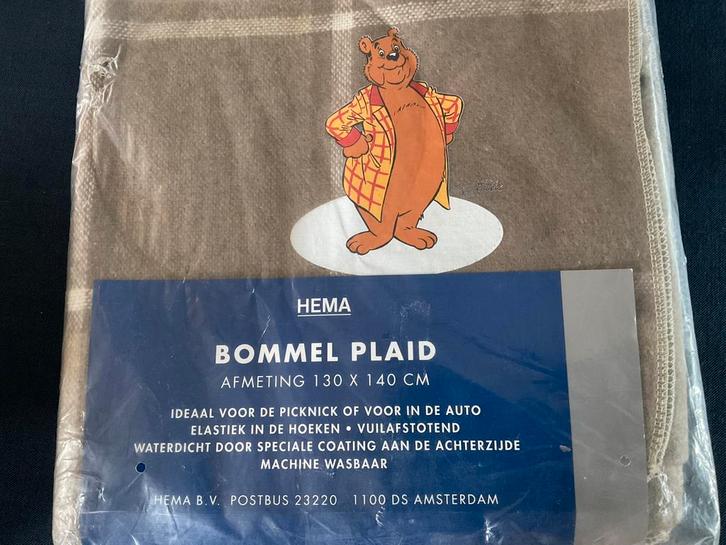 HEMA
BOMMEL PLAID
AFMETING 130 X 140 CM
IDEAAL VOOR DE PICKNICK OF VOOR IN DE AUTO
ELASTIEK IN DE HOEKEN • VUILAFSTOTEND
WATERDICHT DOOR SPECIALE COATING AAN DE ACHTERZIJDE
MACHINE WASBAAR
HEMA B.V. POSTBUS 23220 1100 DS AMSTERDAM